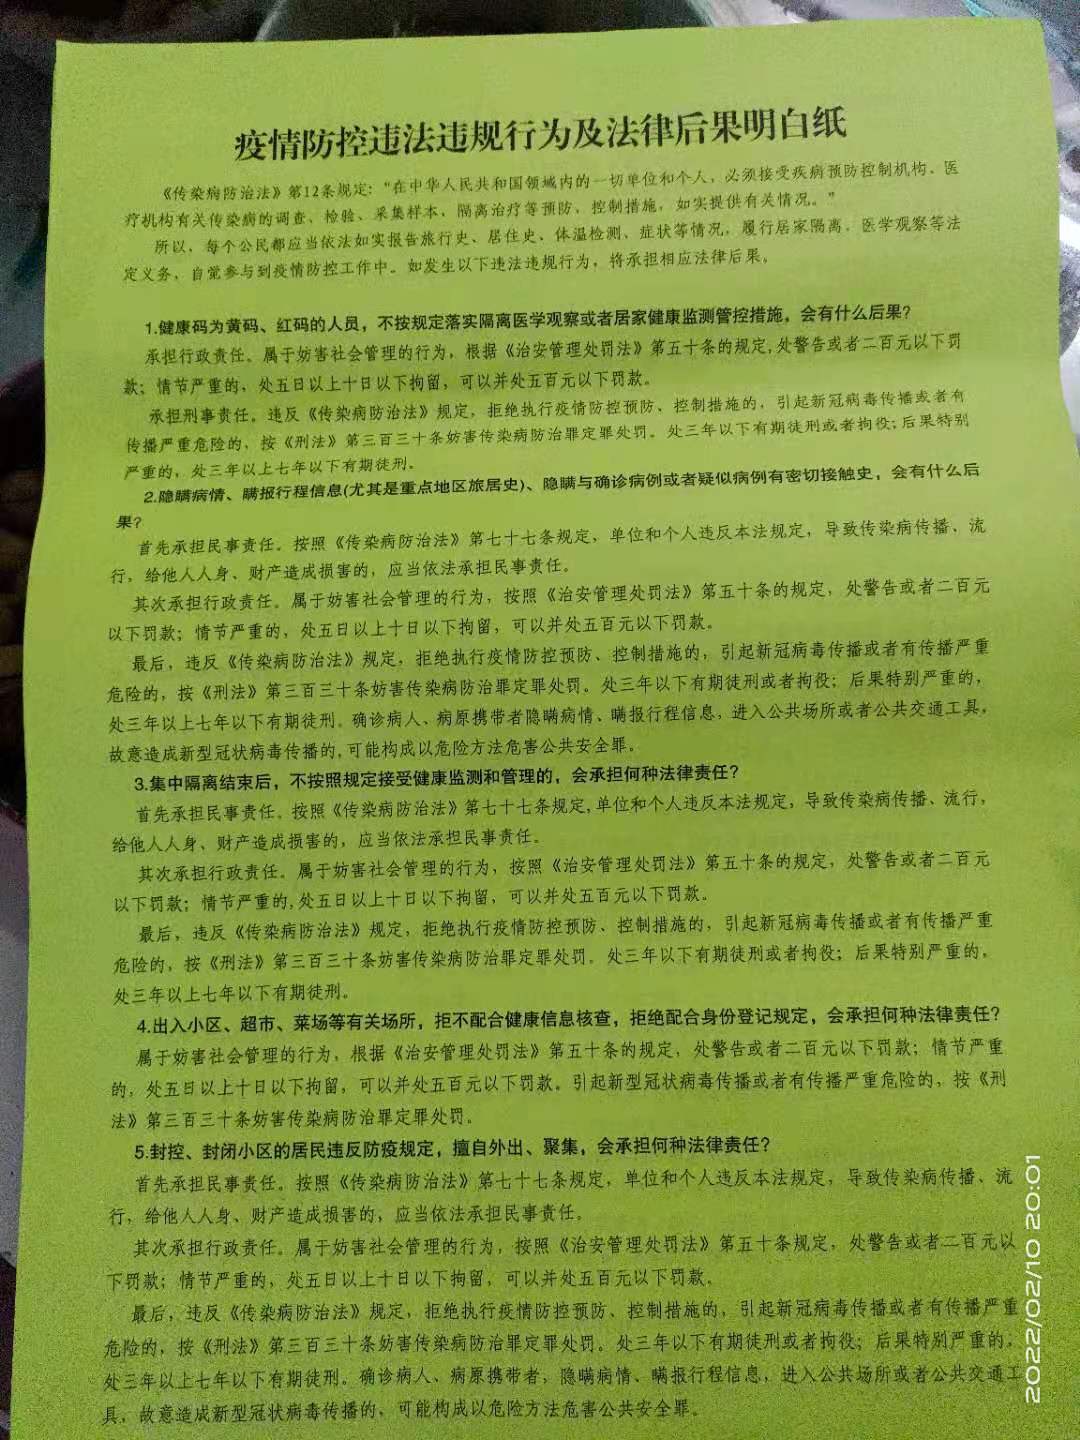 疫情防控违法违规行为及法律后果明白纸
《传染病防治法》第12条规定：“在中华人民共和国领域内的一切单位和个人，必须接受疾病预防控制机构、医
疗机构有关传染病的调查、检验、采集样本、隔离治疗等预防、控制措施，如实提供有关情况。”
所以，每个公民都应当依法如实报告旅行史、居住史、体温检测、症状等情况，履行居家隔离、医学观察等法
定义务，自觉参与到疫情防控工作中。如发生以下违法违规行为，将承担相应法律后果。
1.健康码为黄码、红码的人员，不按规定落实隔离医学观察或者居家健康监测管控措施，会有什么后果？
承担行政责任。属于妨害社会管理的行为，根据《治安管理处罚法》第五十条的规定,处警告或者二百元以下罚
款；情节严重的，处五日以上十日以下拘留，可以并处五百元以下罚款。
承担刑事责任。违反《传染病防治法》规定，拒绝执行疫情防控预防、控制措施的，引起新冠病毒传播或者有
传播严重危险的，按《刑法》第三百三十条妨害传染病防治罪定罪处罚。处三年以下有期徒刑或者拘役；后果特别
严重的，处三年以上七年以下有期徒刑。
2.隐瞒病情、瞒报行程信息(尤其是重点地区旅居史)、隐瞒与确诊病例或者疑似病例有密切接触史，会有什么后
果？
首先承担民事责任。按照《传染病防治法》第七十七条规定，单位和个人违反本法规定，导致传染病传播、流
行，给他人人身、财产造成损害的，应当依法承担民事责任。
其次承担行政责任。属于妨害社会管理的行为，按照《治安管理处罚法》第五十条的规定，处警告或者二百元
以下罚款；情节严重的，处五日以上十日以下拘留，可以并处五百元以下罚款。
最后，违反《传染病防治法》规定，拒绝执行疫情防控预防、控制措施的，引起新冠病毒传播或者有传播严重
危险的，按《刑法》第三百三十条妨害传染病防治罪定罪处罚。处三年以下有期徒刑或者拘役；后果特别严重的，
处三年以上七年以下有期徒刑。确诊病人、病原携带者隐瞒病情、瞒报行程信息，进入公共场所或者公共交通工具，
故意造成新型冠状病毒传播的,可能构成以危险方法危害公共安全罪。
3.集中隔离结束后，不按照规定接受健康监测和管理的，会承担何种法律责任？
首先承担民事责任。按照《传染病防治法》第七十七条规定,单位和个人违反本法规定，导致传染病传播、流行，
给他人人身、财产造成损害的，应当依法承担民事责任。
其次承担行政责任。属于妨害社会管理的行为，按照《治安管理处罚法》第五十条的规定，处警告或者二百元
以下罚款；情节严重的,处五日以上十日以下拘留，可以并处五百元以下罚款。
最后，违反《传染病防治法》规定，拒绝执行疫情防控预防、控制措施的，引起新冠病毒传播或者有传播严重
危险的，按《刑法》第三百三十条妨害传染病防治罪定罪处罚。处三年以下有期徒刑或者拘役；后果特别严重的，
处三年以上七年以下有期徒刑。
4.出入小区、超市、菜场等有关场所，拒不配合健康信息核查，拒绝配合身份登记规定，会承担何种法律责任？
属于妨害社会管理的行为，根据《治安管理处罚法》第五十条的规定，处警告或者二百元以下罚款；情节严重
的，处五日以上十日以下拘留，可以并处五百元以下罚款。引起新型冠状病毒传播或者有传播严重危险的，按《刑
法》第三百三十条妨害传染病防治罪定罪处罚。
5.封控、封闭小区的居民违反防疫规定，擅自外出、聚集，会承担何种法律责任？
首先承担民事责任。按照《传染病防治法》第七十七条规定，单位和个人违反本法规定，导致传染病传播、流
行，给他人人身、财产造成损害的，应当依法承担民事责任。
其次承担行政责任。属于妨害社会管理的行为，按照《治安管理处罚法》第五十条规定，处警告或者二百元以
下罚款；情节严重的，处五日以上十日以下拘留，可以并处五百元以下罚款。
最后，违反《传染病防治法》规定，拒绝执行疫情防控预防、控制措施的，引起新冠病毒传播或者有传播严重
危险的，按《刑法》第三百三十条妨害传染病防治罪定罪处罚。处三年以下有期徒刑或者拘役；后果特别严重的，
处三年以上七年以下有期徒刑。确诊病人、病原携带者，隐瞒病情、瞒报行程信息，进入公共场所或者公共交通工
具，故意造成新型冠状病毒传播的，可能构成以危险方法危害公共安全罪。
2022/02/10 20:01